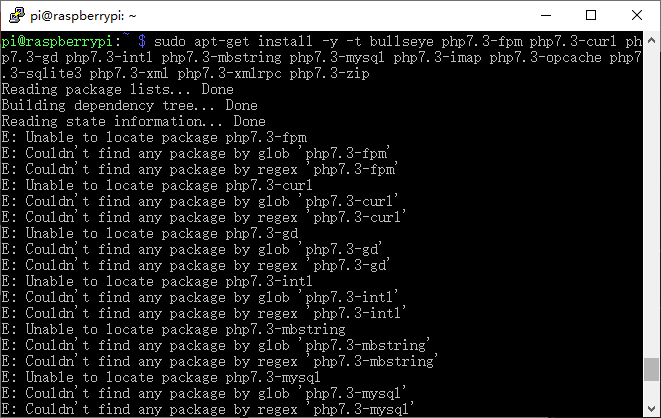 pi@raspberrypi: ~
pi@raspberrypi:~ $ sudo apt-get install -y -t bullseye php7.3-fpm php7.3-curl ph
p7.3-gd php7.3-intl php7.3-mbstring php7.3-mysql php7.3-imap php7.3-opcache php7
.3-sqlite3 php7.3-xml php7.3-xmlrpc php7.3-zip
Reading package lists... Done
Building dependency tree... Done
Reading state information... Done
E: Unable to locate package php7.3-fpm
E: Couldn't find any package by glob 'php7.3-fpm'
E: Couldn't find any package by regex 'php7.3-fpm'
E: Unable to locate package php7.3-curl
E: Couldn't find any package by glob 'php7.3-curl'
E: Couldn't find any package by regex 'php7.3-curl'
E: Unable to locate package php7.3-gd
E: Couldn't find any package by glob 'php7.3-gd'
E: Couldn't find any package by regex 'php7.3-gd'
E: Unable to locate package php7.3-intl
E: Couldn't find any package by glob 'php7.3-intl'
E: Couldn't find any package by regex 'php7.3-intl'
E: Unable to locate package php7.3-mbstring
E: Couldn't find any package by glob 'php7.3-mbstring'
E: Couldn't find any package by regex 'php7.3-mbstring'
E: Unable to locate package php7.3-mysql
E: Couldn't find any package by glob 'php7.3-mysql'
E: Couldn't find any package by regex 'php7.3-mysql'